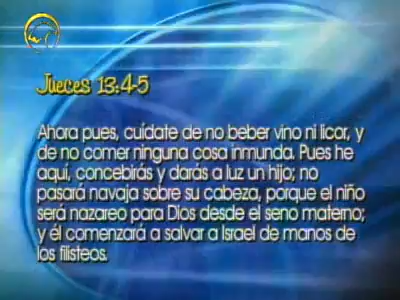 Jueces 13:4-5
Ahora pues, cuídate de no beber vino ni licor, y
de no comer ninguna cosa inmunda. Pues he
aquí, concebirás y darás a luz un hijo; no
pasará navaja sobre su cabeza, porque el niño
será nazareo para Dios desde el seno materno;
y él comenzará a salvar a Israel de manos de
los filisteos.